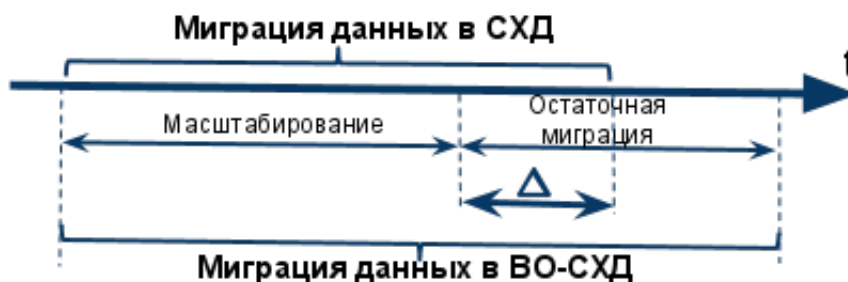 Миграция данных в СХД
t
Масштабирование
Остаточная
миграция
Δ
Миграция данных в ВО-СХД